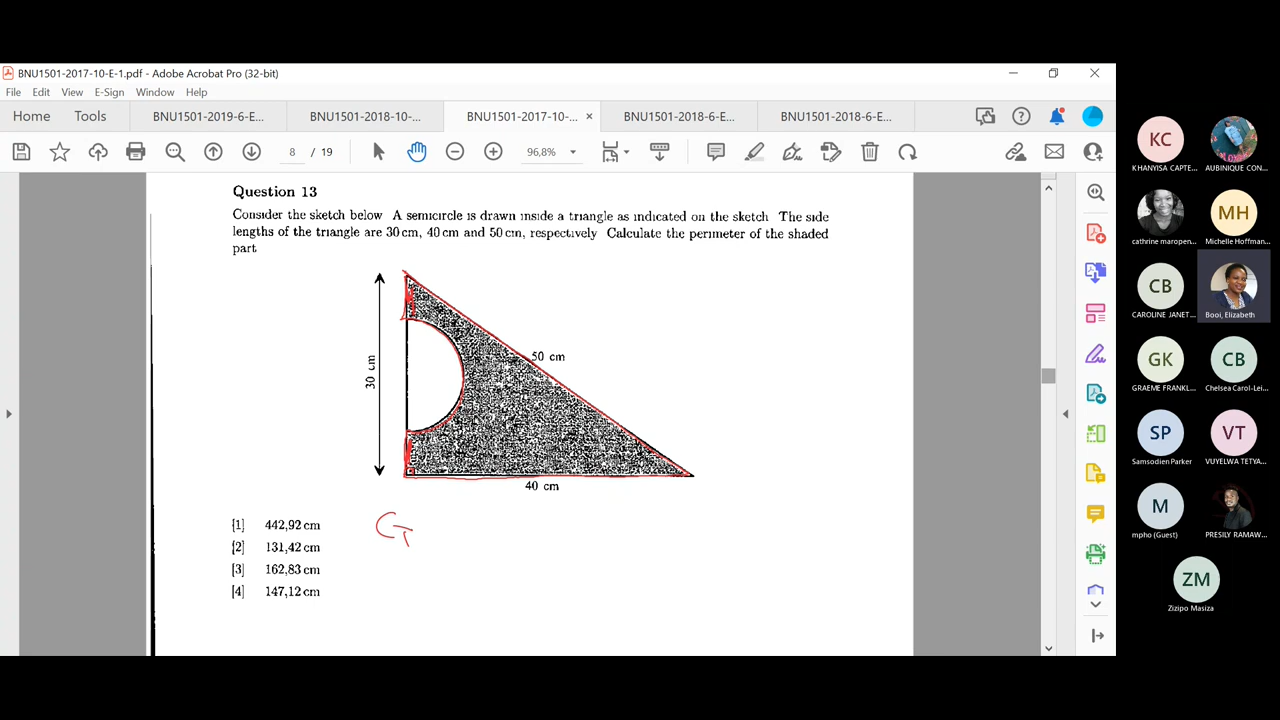 BNU1501-2017-10-E-1.pdf - Adobe Acrobat Pro (32-bit)
File Edit View E-Sign Window Help
Home Tools BNU1501-2019-6-E... BNU1501-2018-10-... BNU1501-2017-10-... × BNU1501-2018-6-E... BNU1501-2018-6-E...
8 / 19 96,8%
Question 13
Consider the sketch below A semicircle is drawn inside a triangle as indicated on the sketch The side
lengths of the triangle are 30 cm, 40 cm and 50 cm, respectively Calculate the perimeter of the shaded
part
50 cm
30 cm
40 cm
[1] 442,92 cm
[2] 131,42 cm
[3] 162,83 cm
[4] 147,12 cm
KC
KHANYISA CAPTE...
AUBINIQUE CON...
cathrine maropen...
MH
Michelle Hoffman...
CB
CAROLINE JANET...
Booi, Elizabeth
GK
GRAEME FRANKL...
CB
Chelsea Carol-Lei...
SP
Samsodien Parker
VT
VUYELWA TETYA...
M
mpho (Guest)
PRESILY RAMAW...
ZM
Zizipo Masiza